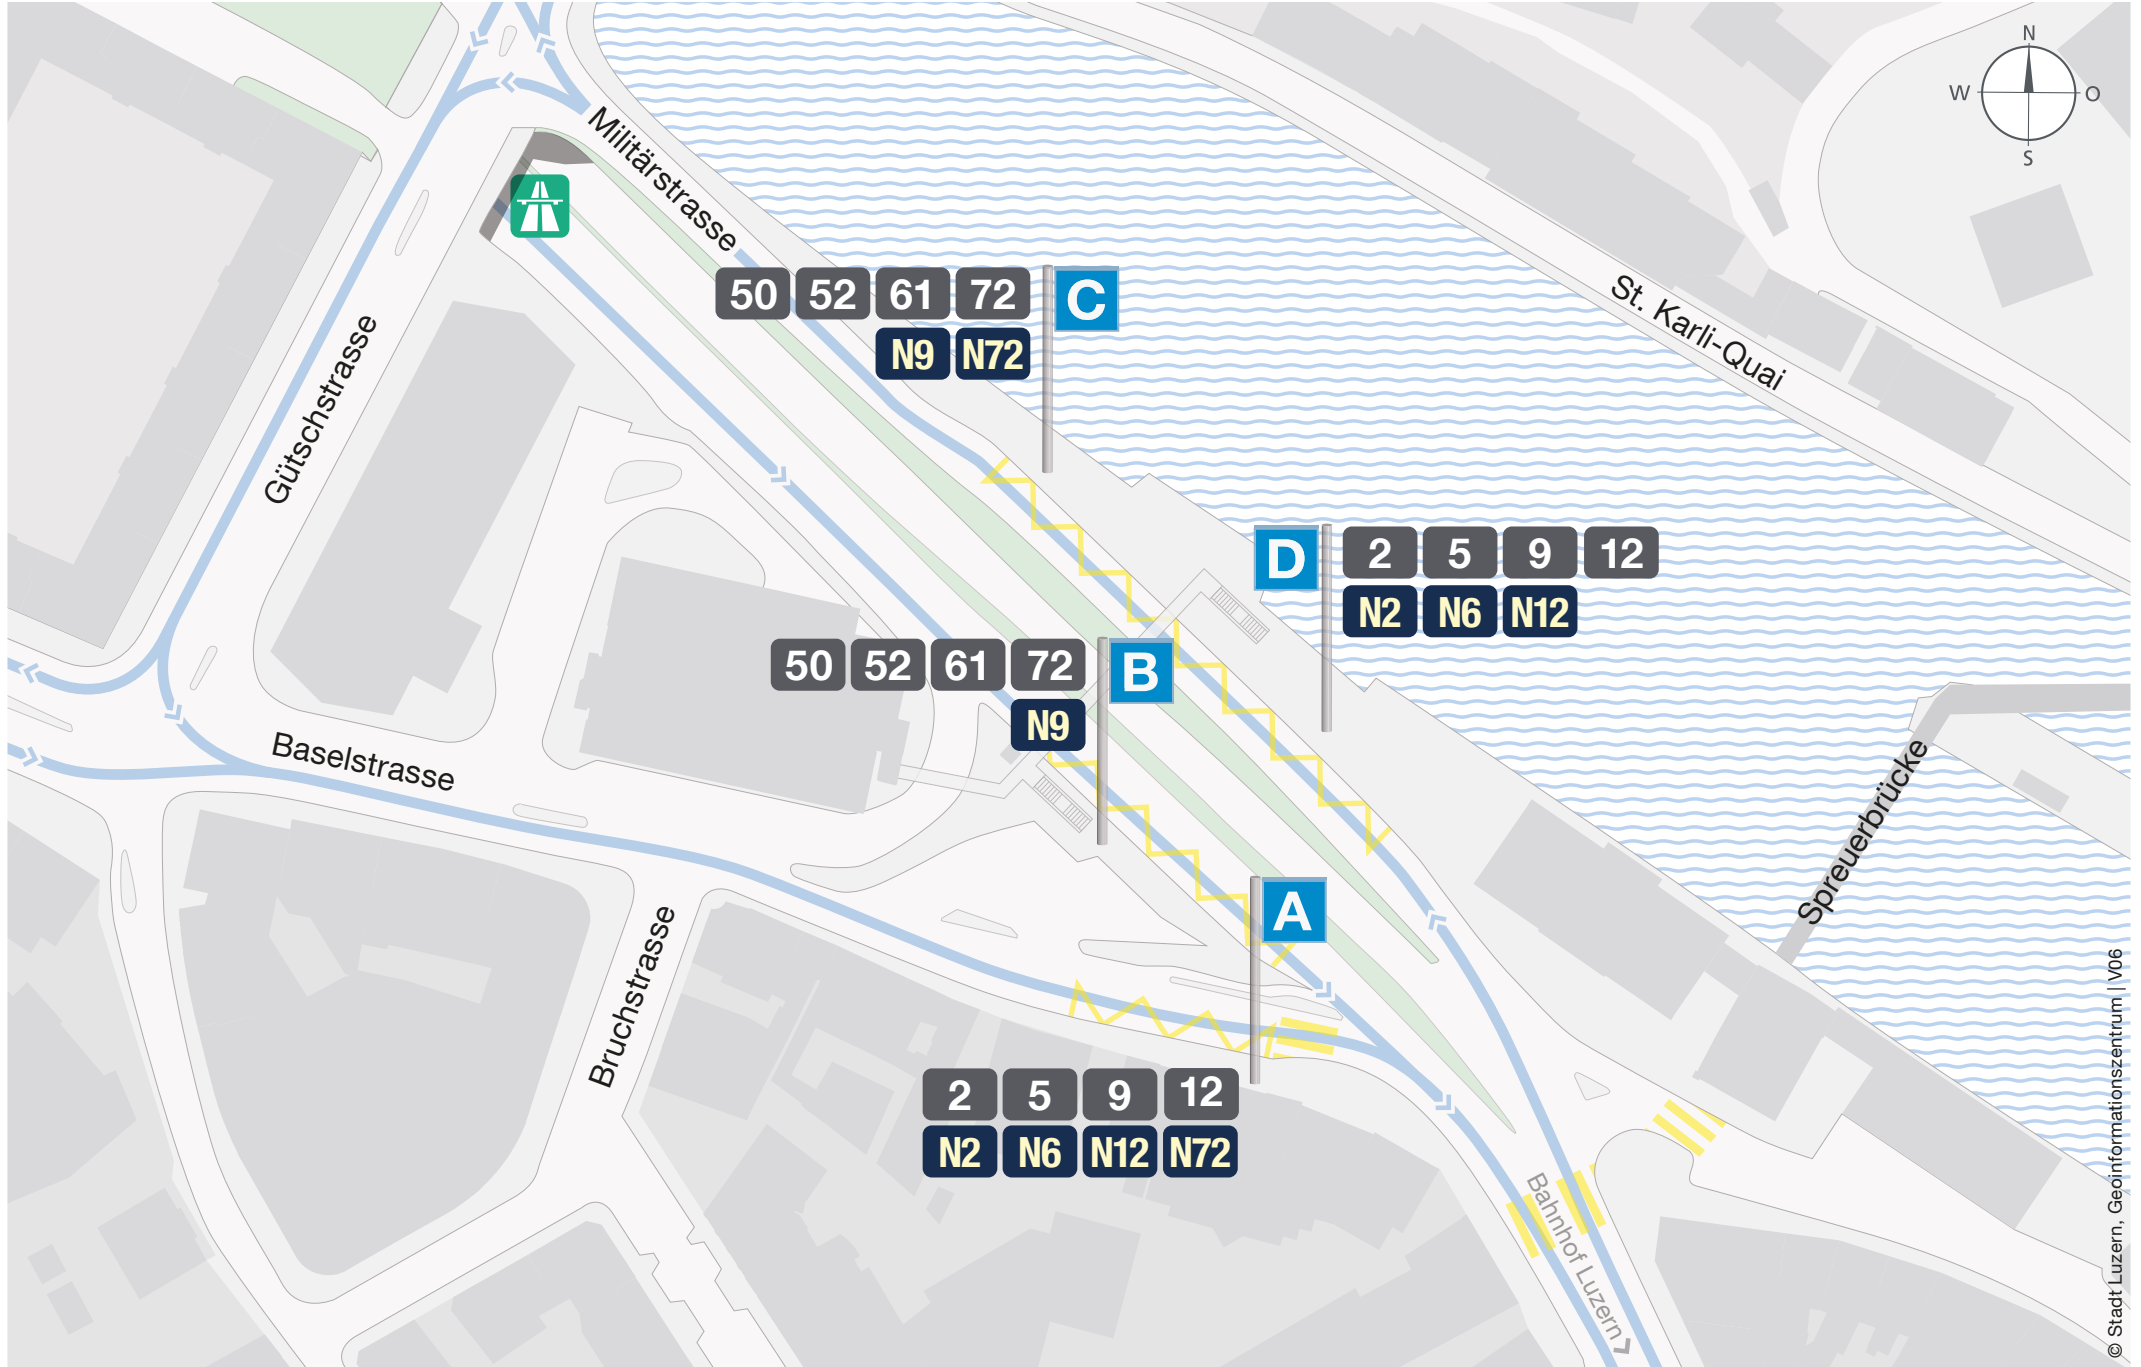 N
W O
S
Militärstrasse
50 52 61 72 C
N9 N72
St. Karli-Quai
Gütschstrasse
D 2 5 9 12
N2 N6 N12
50 52 61 72 B
N9
Baselstrasse
Spreuerbrücke
A
Bruchstrasse
2 5 9 12
N2 N6 N12 N72
Bahnhof Luzern
© Stadt Luzern, Geoinformationszentrum | V06